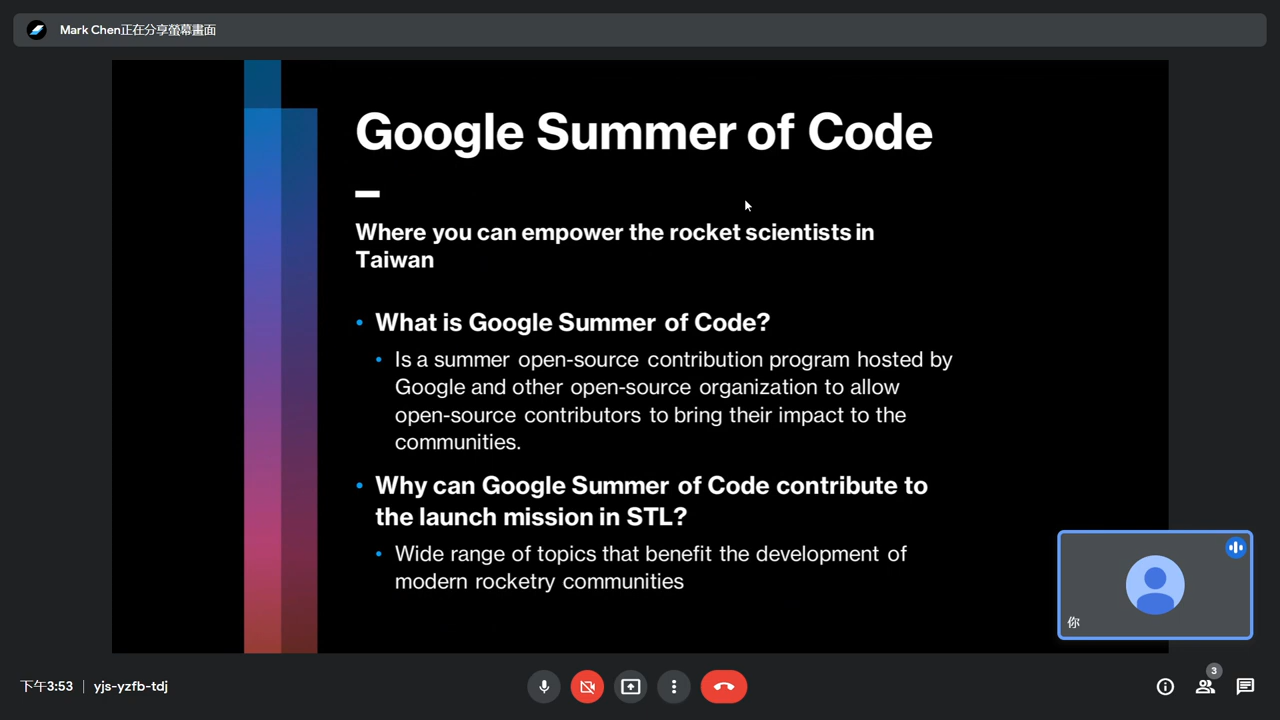 Mark Chen正在分享螢幕畫面
Google Summer of Code
Where you can empower the rocket scientists in
Taiwan
• What is Google Summer of Code?
• Is a summer open-source contribution program hosted by
Google and other open-source organization to allow
open-source contributors to bring their impact to the
communities.
• Why can Google Summer of Code contribute to
the launch mission in STL?
• Wide range of topics that benefit the development of
modern rocketry communities
你
下午3:53 | yjs-yzfb-tdj
3